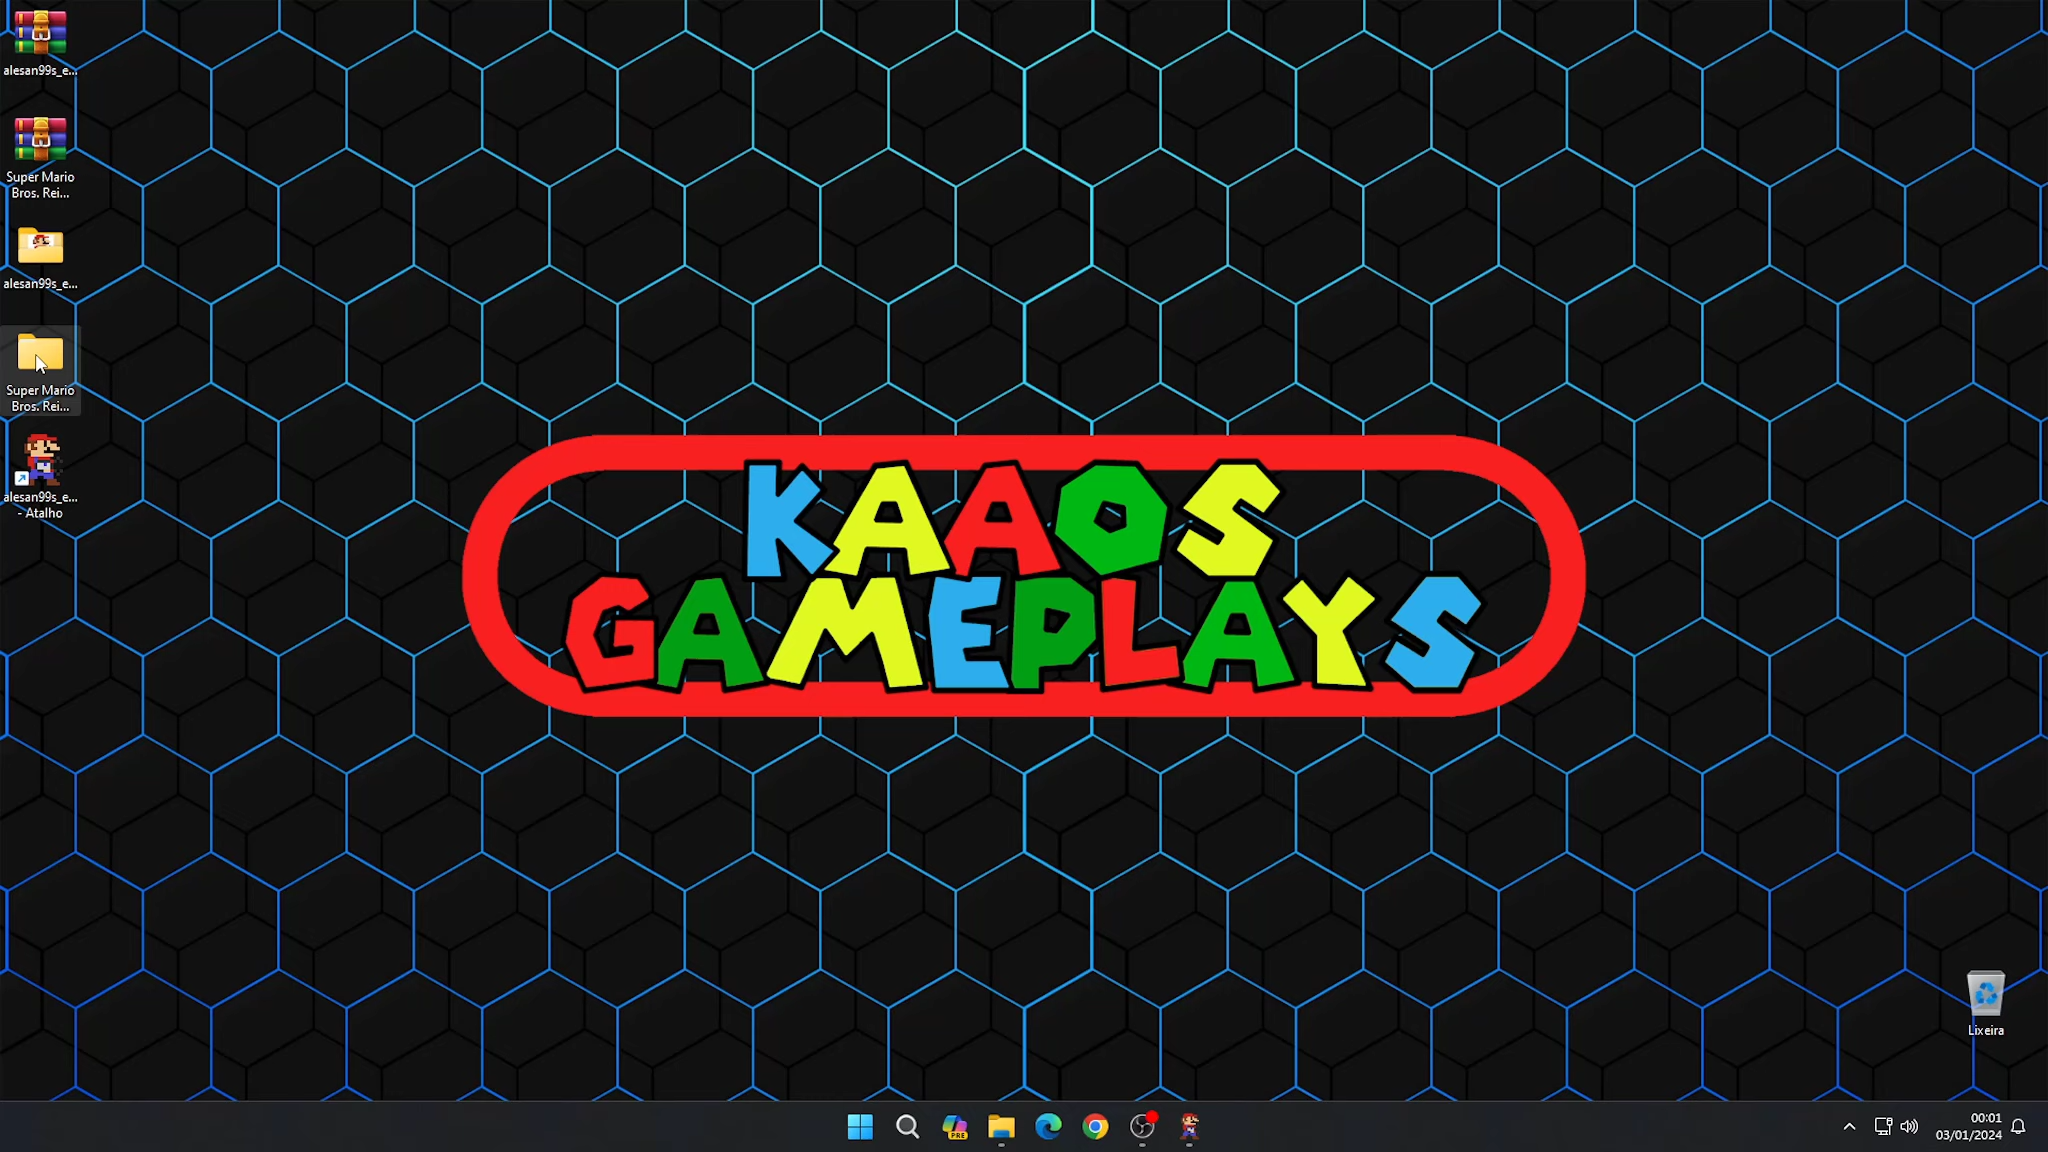 alesan99s_e...
Super Mario
Bros. Rei...
alesan99s_e...
Super Mario
Bros. Rei...
alesan99s_e...
- Atalho
KAAOS
GAMEPLAYS
Lixeira
PRE
00:01
03/01/2024